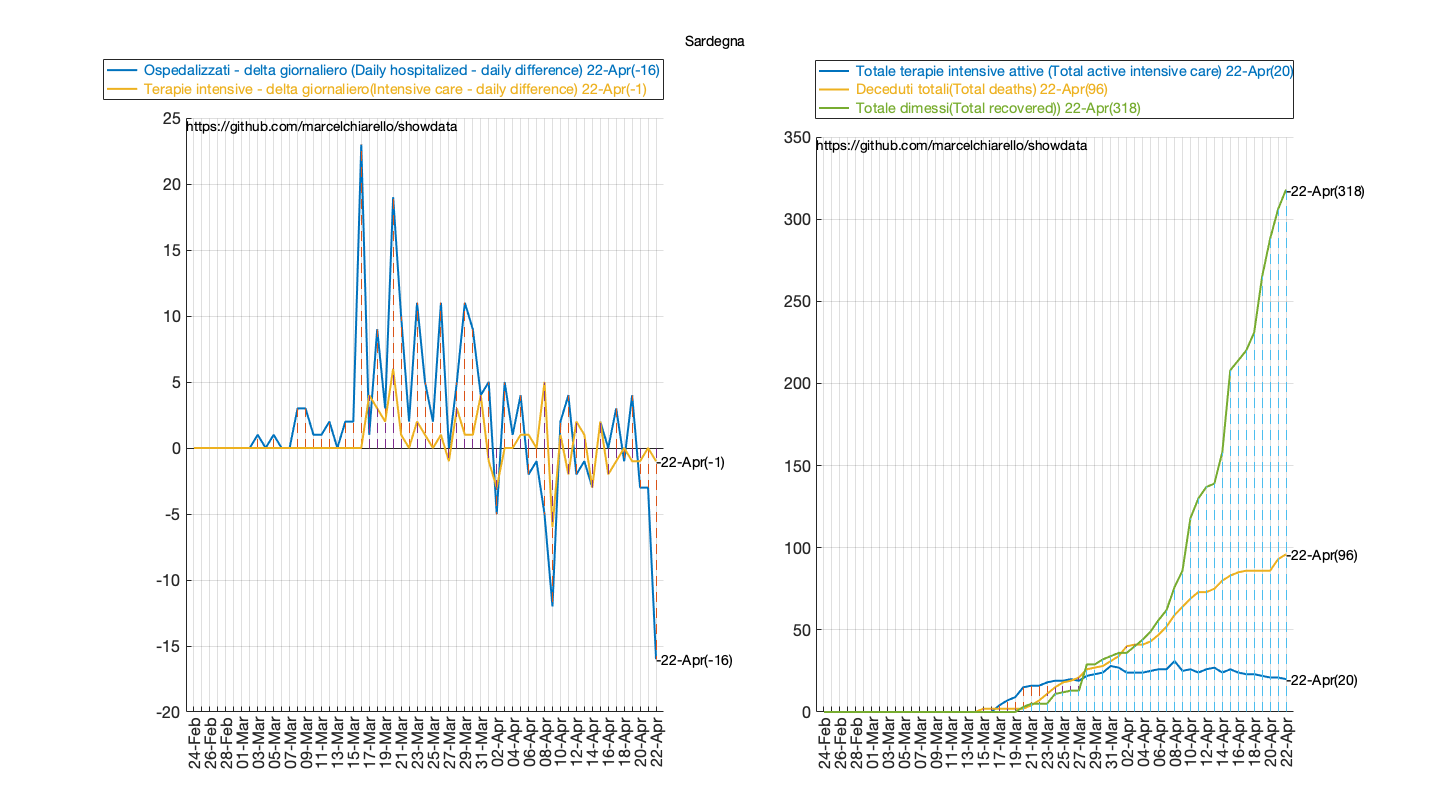 Sardegna
Ospedalizzati - delta giornaliero (Daily hospitalized - daily difference) 22-Apr(-16)
Terapie intensive - delta giornaliero(Intensive care - daily difference) 22-Apr(-1)
https://github.com/marcelchiarello/showdata
25
20
15
10
5
0
-5
-10
-15
-20
-22-Apr(-1)
-22-Apr(-16)
24-Feb
26-Feb
28-Feb
01-Mar
03-Mar
05-Mar
07-Mar
09-Mar
11-Mar
13-Mar
15-Mar
17-Mar
19-Mar
21-Mar
23-Mar
25-Mar
27-Mar
29-Mar
31-Mar
02-Apr
04-Apr
06-Apr
08-Apr
10-Apr
12-Apr
14-Apr
16-Apr
18-Apr
20-Apr
22-Apr
Totale terapie intensive attive (Total active intensive care) 22-Apr(20)
Deceduti totali(Total deaths) 22-Apr(96)
Totale dimessi(Total recovered)) 22-Apr(318)
https://github.com/marcelchiarello/showdata
350
300
250
200
150
100
50
0
-22-Apr(318)
-22-Apr(96)
-22-Apr(20)
24-Feb
26-Feb
28-Feb
01-Mar
03-Mar
05-Mar
07-Mar
09-Mar
11-Mar
13-Mar
15-Mar
17-Mar
19-Mar
21-Mar
23-Mar
25-Mar
27-Mar
29-Mar
31-Mar
02-Apr
04-Apr
06-Apr
08-Apr
10-Apr
12-Apr
14-Apr
16-Apr
18-Apr
20-Apr
22-Apr